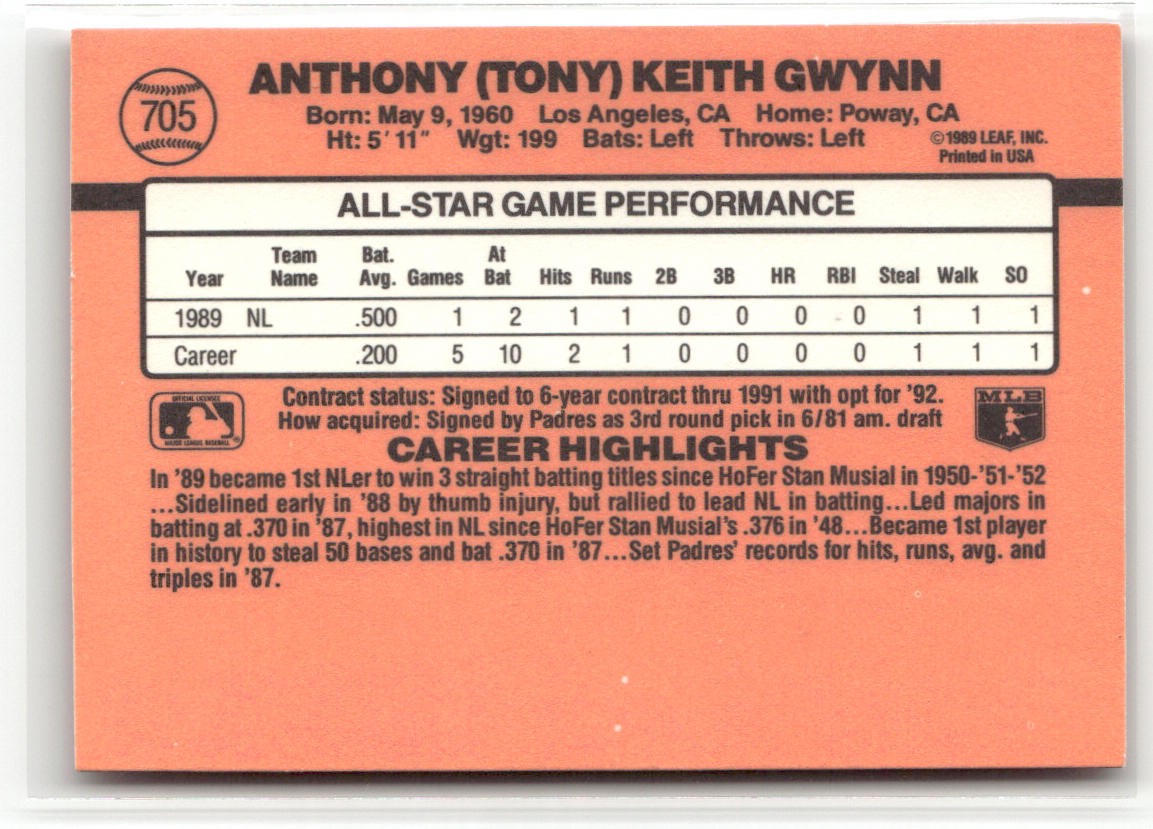 705
ANTHONY (TONY) KEITH GWYNN
Born: May 9, 1960 Los Angeles, CA Home: Poway, CA
Ht: 5' 11" Wgt: 199 Bats: Left Throws: Left
©1989 LEAF, INC.
Printed in USA
ALL-STAR GAME PERFORMANCE
Year Team Name Bat. Avg. Games At Bat Hits Runs 2B 3B HR RBI Steal Walk SO
1989 NL .500 1 2 1 1 0 0 0 0 1 1 1
Career .200 5 10 2 1 0 0 0 0 1 1 1
OFFICIAL LICENSEE
MAJOR LEAGUE BASEBALL
Contract status: Signed to 6-year contract thru 1991 with opt for '92.
How acquired: Signed by Padres as 3rd round pick in 6/81 am. draft
MLB
CAREER HIGHLIGHTS
In '89 became 1st NLer to win 3 straight batting titles since HoFer Stan Musial in 1950-'51-'52
...Sidelined early in '88 by thumb injury, but rallied to lead NL in batting...Led majors in
batting at .370 in '87, highest in NL since HoFer Stan Musial's .376 in '48...Became 1st player
in history to steal 50 bases and bat .370 in '87...Set Padres' records for hits, runs, avg. and
triples in '87.